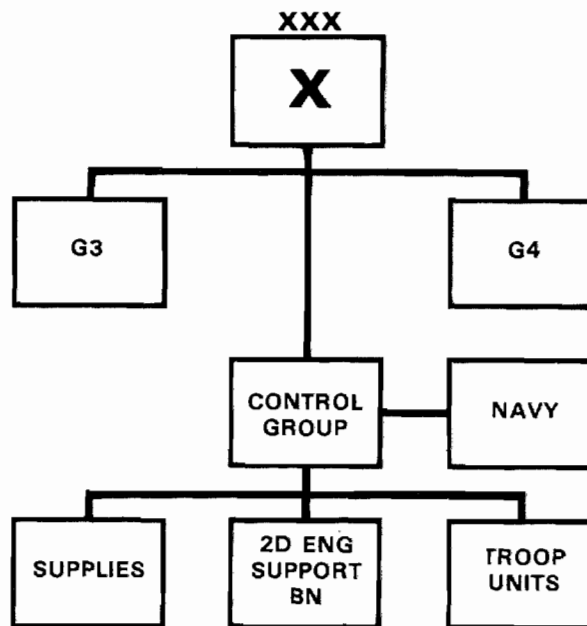 XXX
X
G3
G4
CONTROL
GROUP
NAVY
SUPPLIES
2D ENG
SUPPORT
BN
TROOP
UNITS